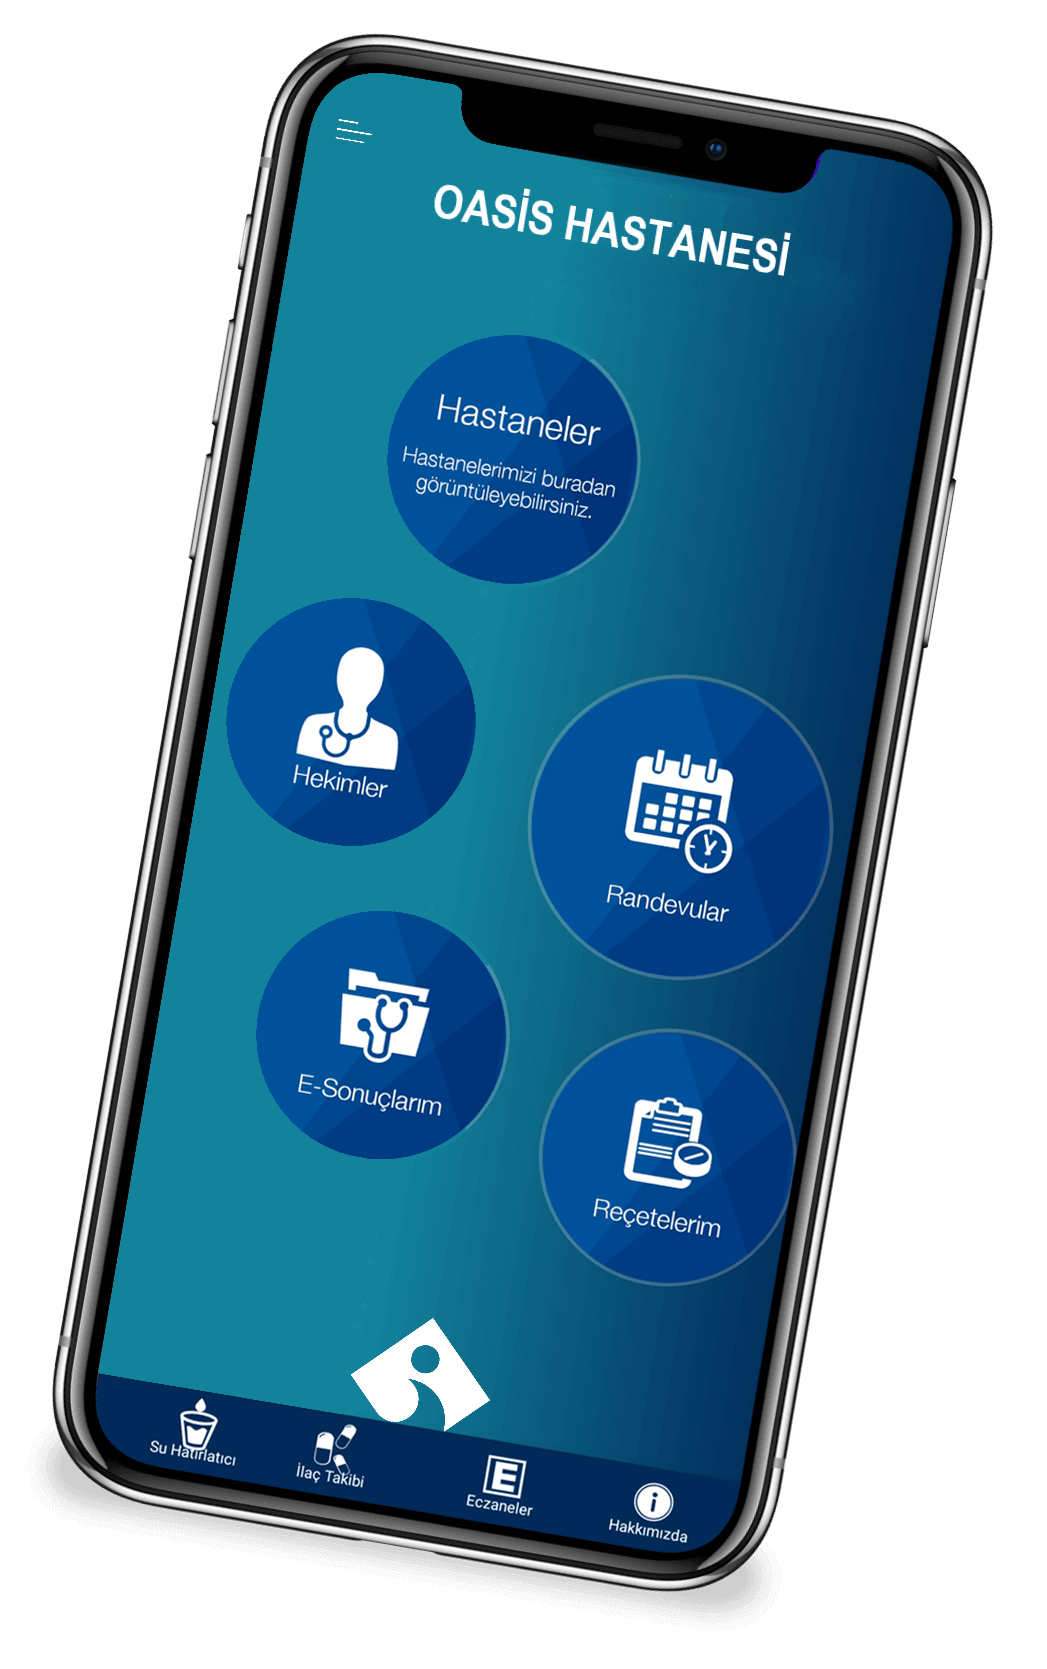 OASİS HASTANESİ
Hastaneler
Hastanelerimizi buradan
görüntüleyebilirsiniz.
Hekimler
Randevular
E-Sonuçlarım
Reçetelerim
Su Hatırlatıcı
İlaç Takibi
E
Eczaneler
i
Hakkımızda